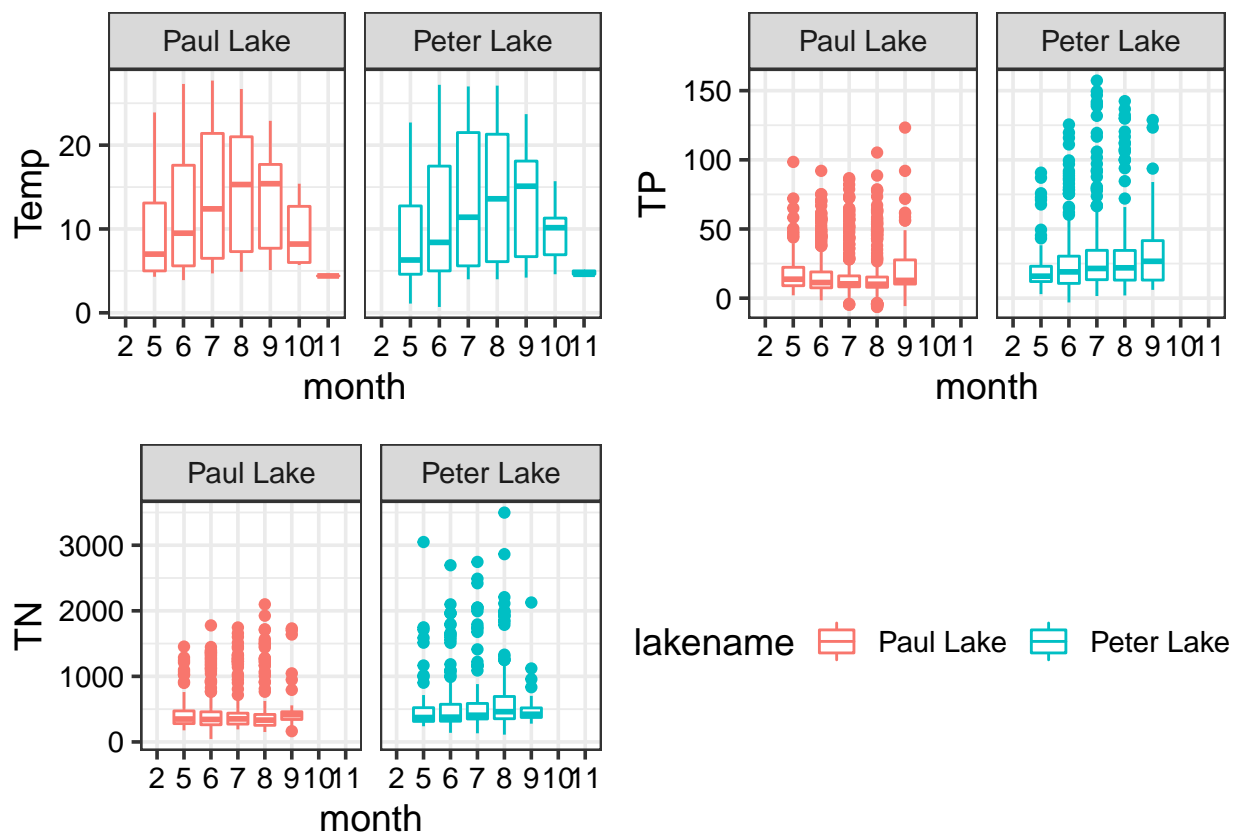 Paul Lake Peter Lake
Temp
20
10
0
2 5 6 7 8 9 10 11 2 5 6 7 8 9 10 11
month
Paul Lake Peter Lake
TP
150
100
50
0
2 5 6 7 8 9 10 11 2 5 6 7 8 9 10 11
month
Paul Lake Peter Lake
TN
3000
2000
1000
0
2 5 6 7 8 9 10 11 2 5 6 7 8 9 10 11
month
lakename Paul Lake Peter Lake